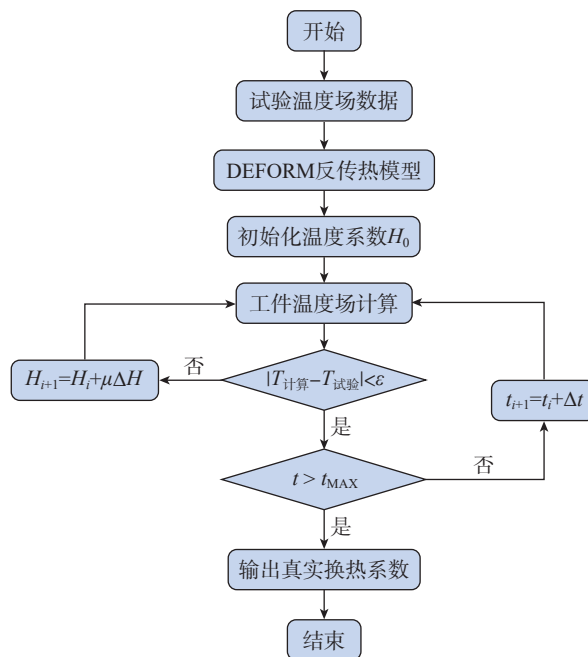 开始
试验温度场数据
DEFORM反传热模型
初始化温度系数H₀
工件温度场计算
否
Hᵢ₊₁=Hᵢ+μΔH
|T计算−T试验|<ε
tᵢ₊₁=tᵢ+Δt
是
否
t > tMAX
是
输出真实换热系数
结束